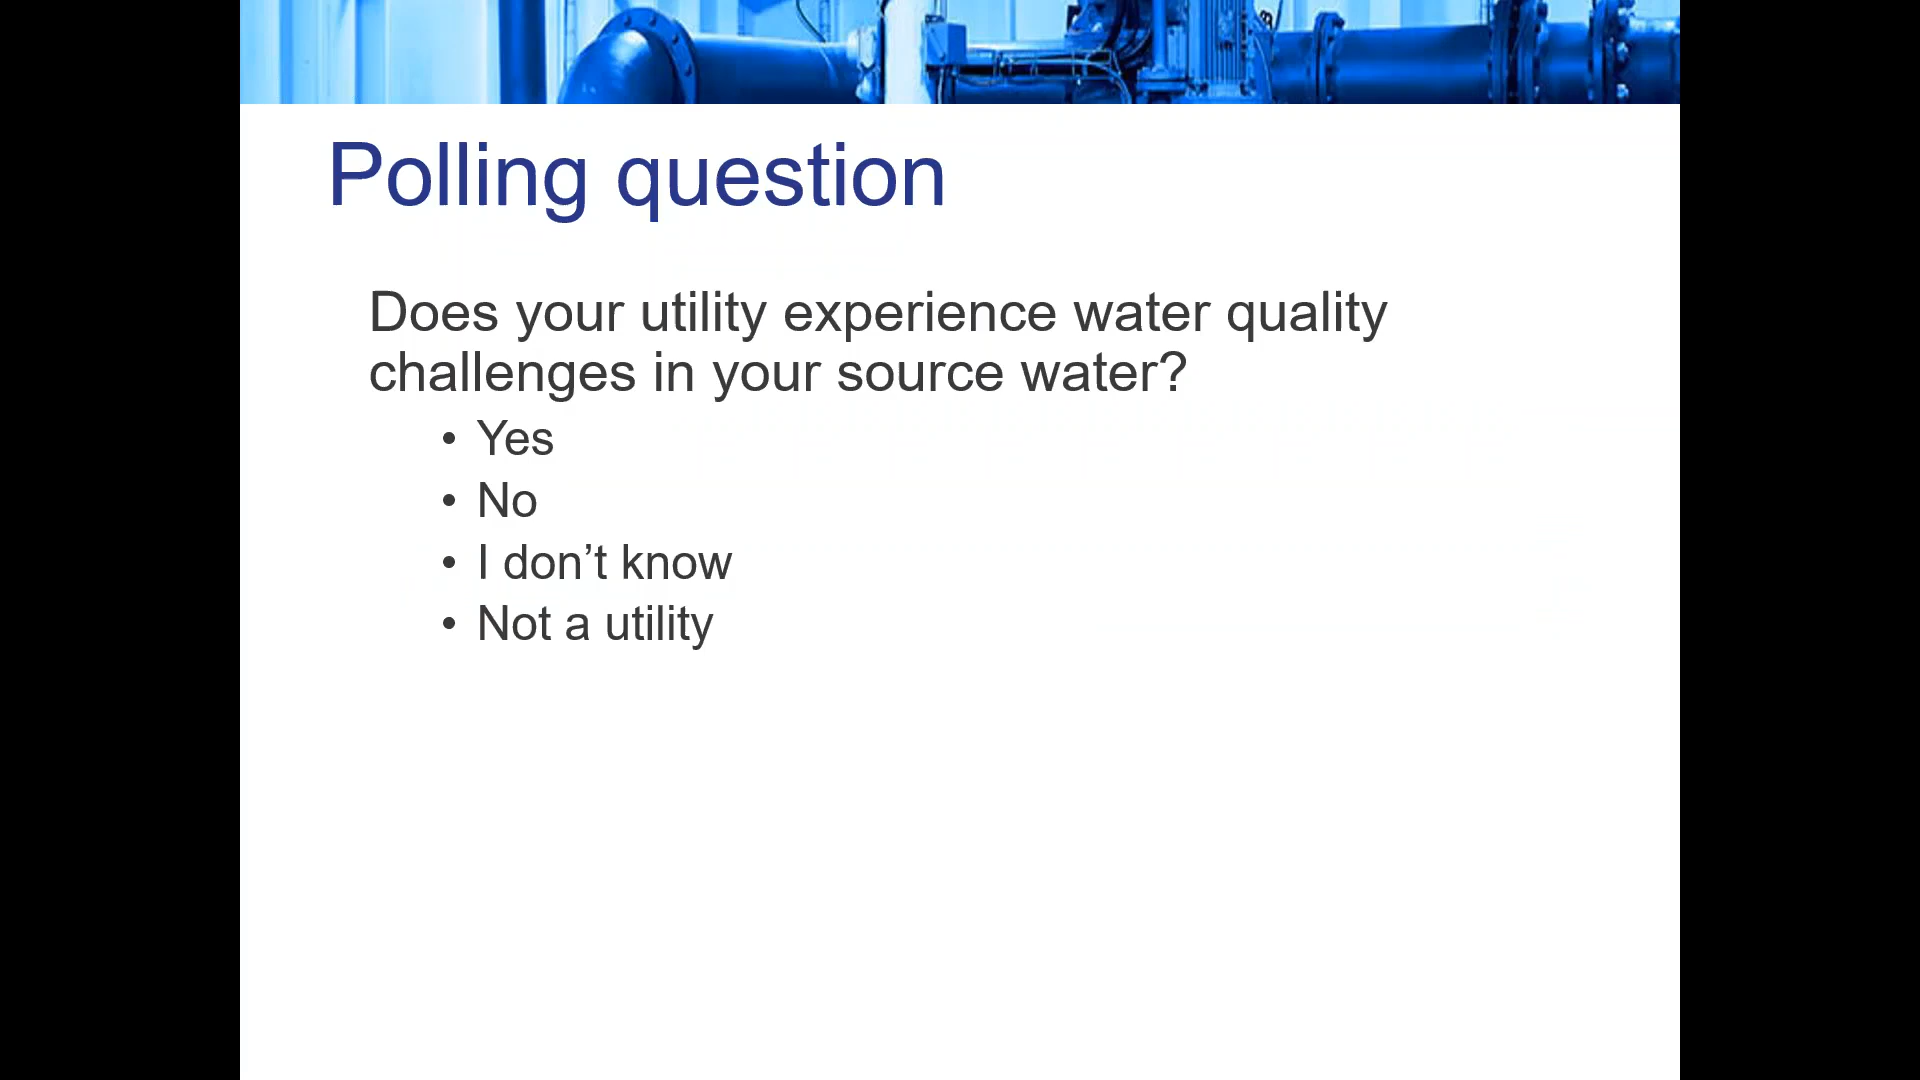 Polling question
Does your utility experience water quality
challenges in your source water?
• Yes
• No
• I don’t know
• Not a utility